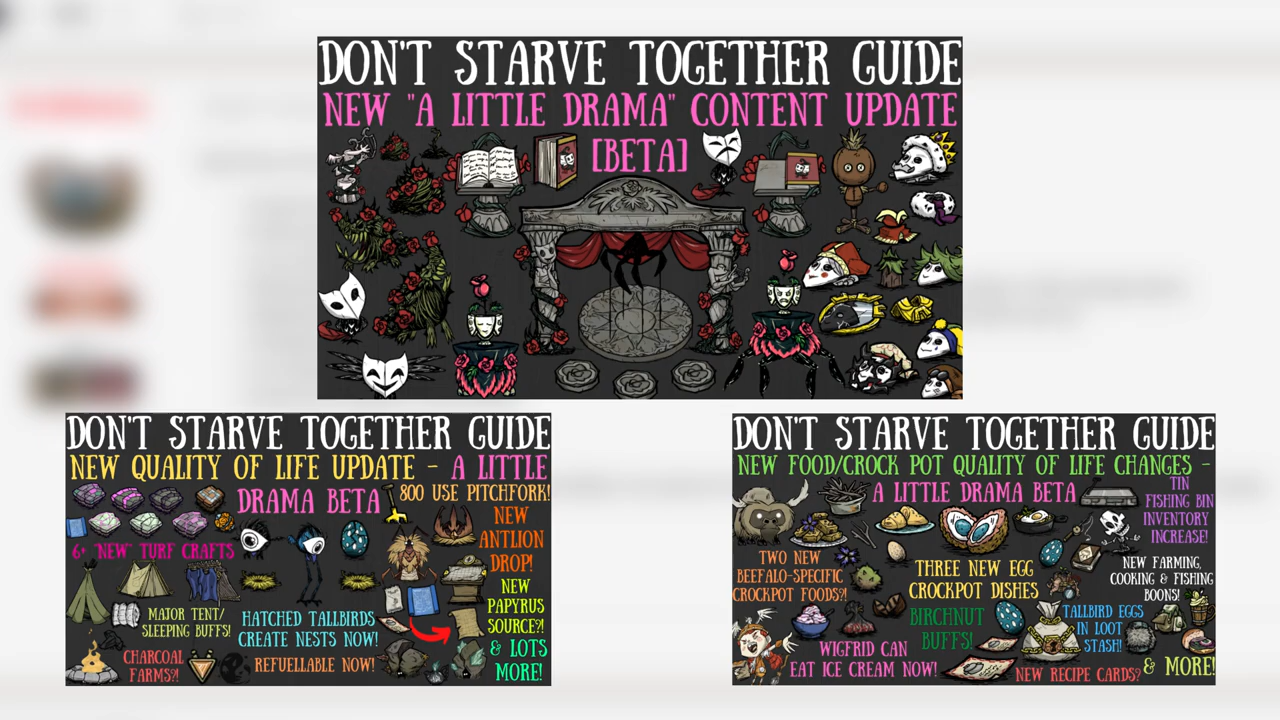 DON'T STARVE TOGETHER GUIDE
NEW "A LITTLE DRAMA" CONTENT UPDATE
[BETA]
DON'T STARVE TOGETHER GUIDE
NEW QUALITY OF LIFE UPDATE - A LITTLE
DRAMA BETA
800 USE PITCHFORK!
NEW
ANTLION
DROP!
6+ "NEW" TURF CRAFTS
NEW
PAPYRUS
SOURCE?!
MAJOR TENT/
SLEEPING BUFFS!
HATCHED TALLBIRDS
CREATE NESTS NOW!
CHARCOAL
FARMS?!
REFUELLABLE NOW!
& LOTS
MORE!
DON'T STARVE TOGETHER GUIDE
NEW FOOD/CROCK POT QUALITY OF LIFE CHANGES -
A LITTLE DRAMA BETA
TIN
FISHING BIN
INVENTORY
INCREASE!
TWO NEW
BEEFALO-SPECIFIC
CROCKPOT FOODS?!
THREE NEW EGG
CROCKPOT DISHES
NEW FARMING,
COOKING & FISHING
BOONS!
BIRCHNUT
BUFFS!
TALLBIRD EGGS
IN LOOT
STASH!
WIGFRID CAN
EAT ICE CREAM NOW!
NEW RECIPE CARDS?
& MORE!